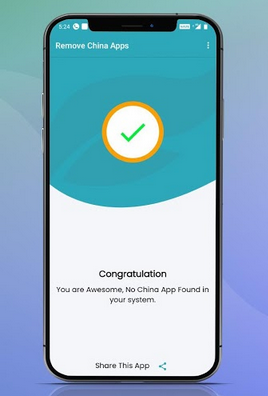 5:24
Remove China Apps
Congratulation
You are Awesome, No China App Found in
your system.
Share This App